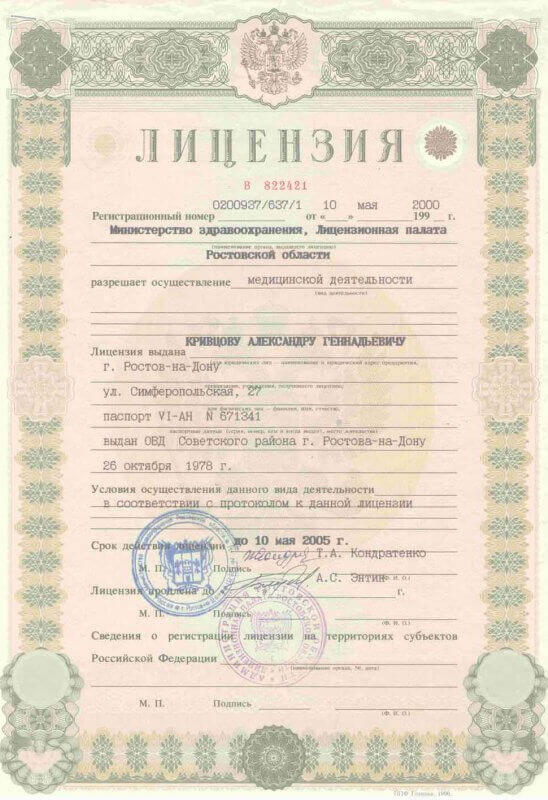 ЛИЦЕНЗИЯ
В 822421
0200937/637/1 10 мая 2000
Регистрационный номер от « » 199 г.
Министерство здравоохранения, Лицензионная палата
(наименование органа, выдавшего лицензию)
Ростовской области
разрешает осуществление медицинской деятельности
(вид деятельности)
КРИВЦОВУ АЛЕКСАНДРУ ГЕННАДЬЕВИЧУ
Лицензия выдана
(для юридических лиц — наименование и юридический адрес предприятия,
г. Ростов-на-Дону
организации, учреждения, получившего лицензию;
ул. Симферопольская, 27
для физических лиц — фамилия, имя, отчество,
паспорт VI-АН N 671341
паспортные данные (серия, номер, кем и когда выдан), место жительства)
выдан ОВД Советского района г. Ростова-на-Дону
26 октября 1978 г.
Условия осуществления данного вида деятельности
в соответствии с протоколом к данной лицензии
до 10 мая 2005 г.
Срок действия лицензии
Т.А. Кондратенко
М. П. Подпись (Ф. И. О.)
А.С. Энтин
Лицензия продлена до г.
М. П. Подпись
(Ф. И. О.)
Сведения о регистрации лицензии на территориях субъектов
Российской Федерации
(наименование органа, №, дата)
М. П. Подпись
(Ф. И. О.)